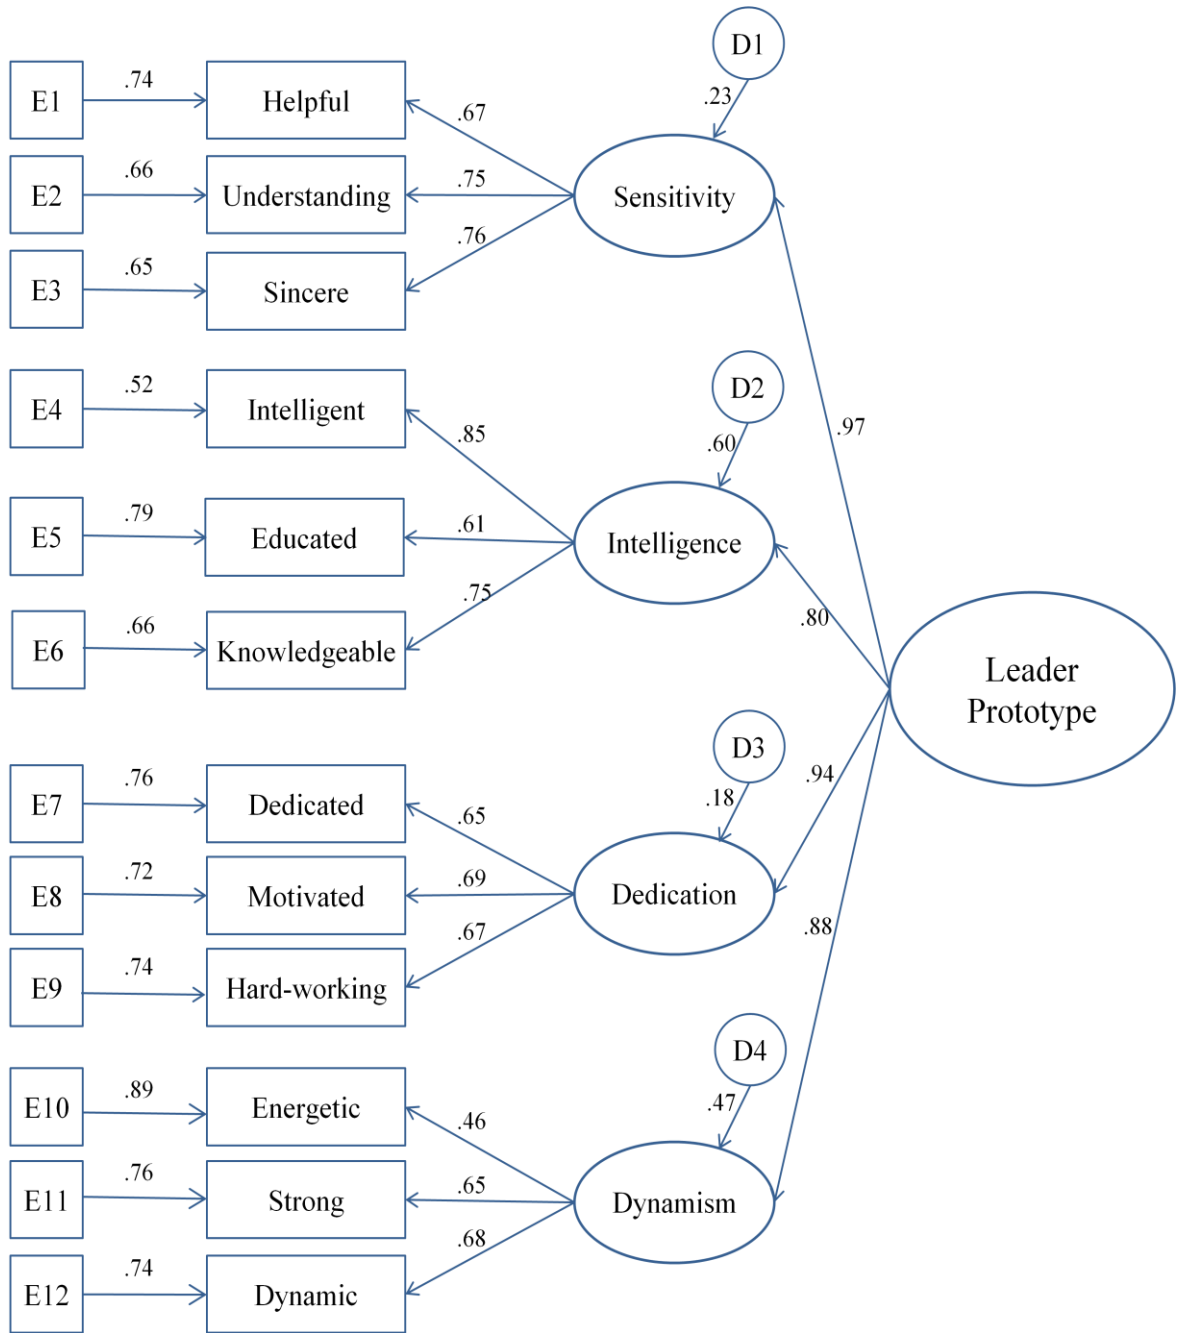 D1
.23
E1
.74
Helpful
.67
E2
.66
Understanding
.75
Sensitivity
E3
.65
Sincere
.76
.97
D2
.60
E4
.52
Intelligent
.85
E5
.79
Educated
.61
Intelligence
E6
.66
Knowledgeable
.75
.80
Leader
Prototype
D3
.18
.94
E7
.76
Dedicated
.65
E8
.72
Motivated
.69
Dedication
E9
.74
Hard-working
.67
.88
D4
.47
E10
.89
Energetic
.46
E11
.76
Strong
.65
Dynamism
E12
.74
Dynamic
.68